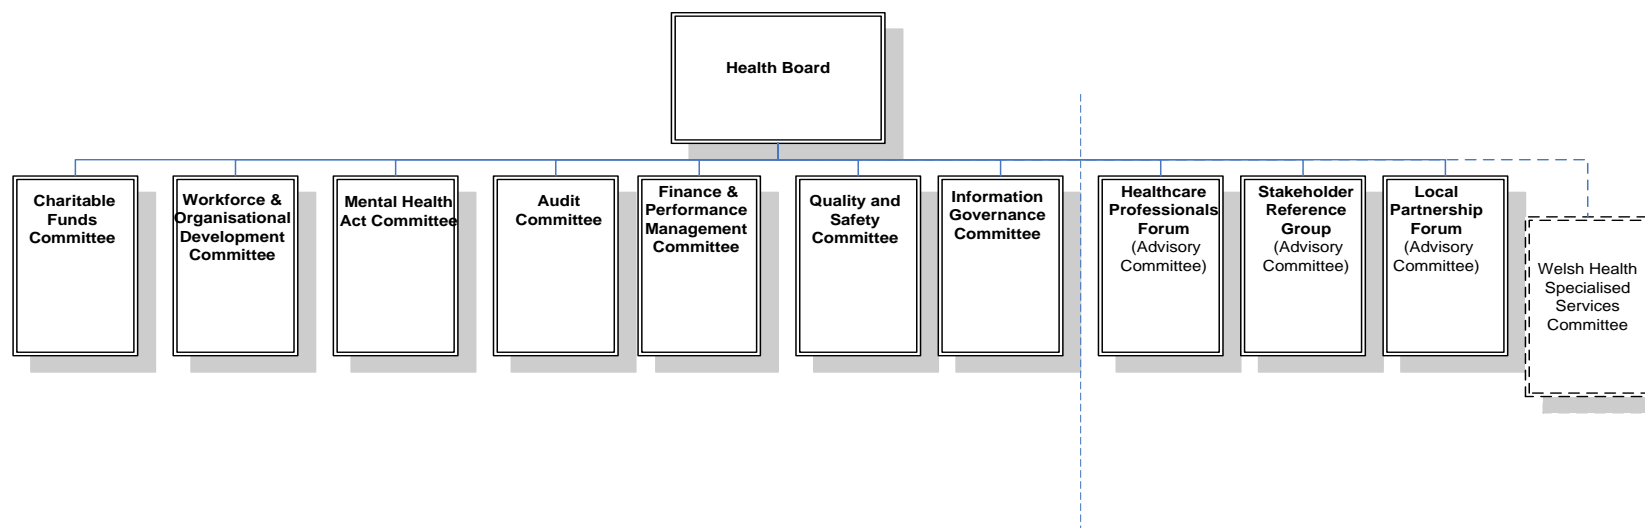 Health Board
Charitable
Funds
Committee
Workforce &
Organisational
Development
Committee
Mental Health
Act Committee
Audit
Committee
Finance &
Performance
Management
Committee
Quality and
Safety
Committee
Information
Governance
Committee
Healthcare
Professionals
Forum
(Advisory
Committee)
Stakeholder
Reference
Group
(Advisory
Committee)
Local
Partnership
Forum
(Advisory
Committee)
Welsh Health
Specialised
Services
Committee